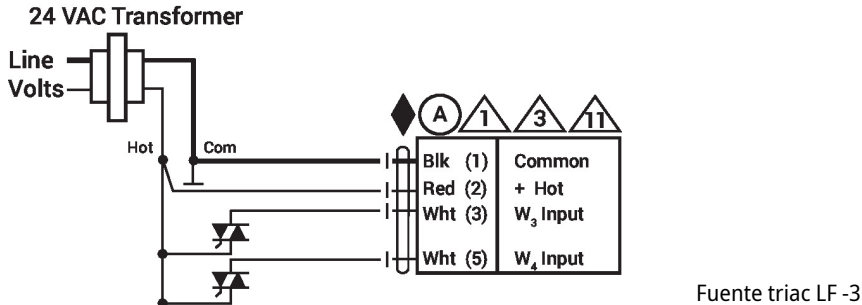 24 VAC Transformer
Line
Volts
Hot
Com
A
1
3
11
Blk (1) Common
Red (2) + Hot
Wht (3) W3 Input
Wht (5) W4 Input
Fuente triac LF -3